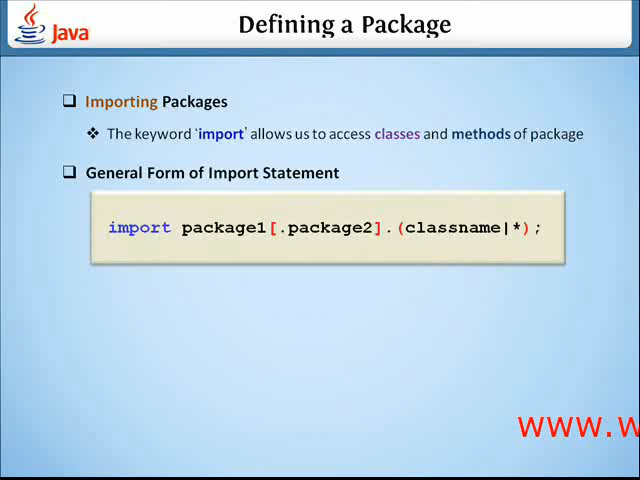 Java
Defining a Package
Importing Packages
The keyword 'import' allows us to access classes and methods of package
General Form of Import Statement
import package1[.package2].(classname|*);
www.w